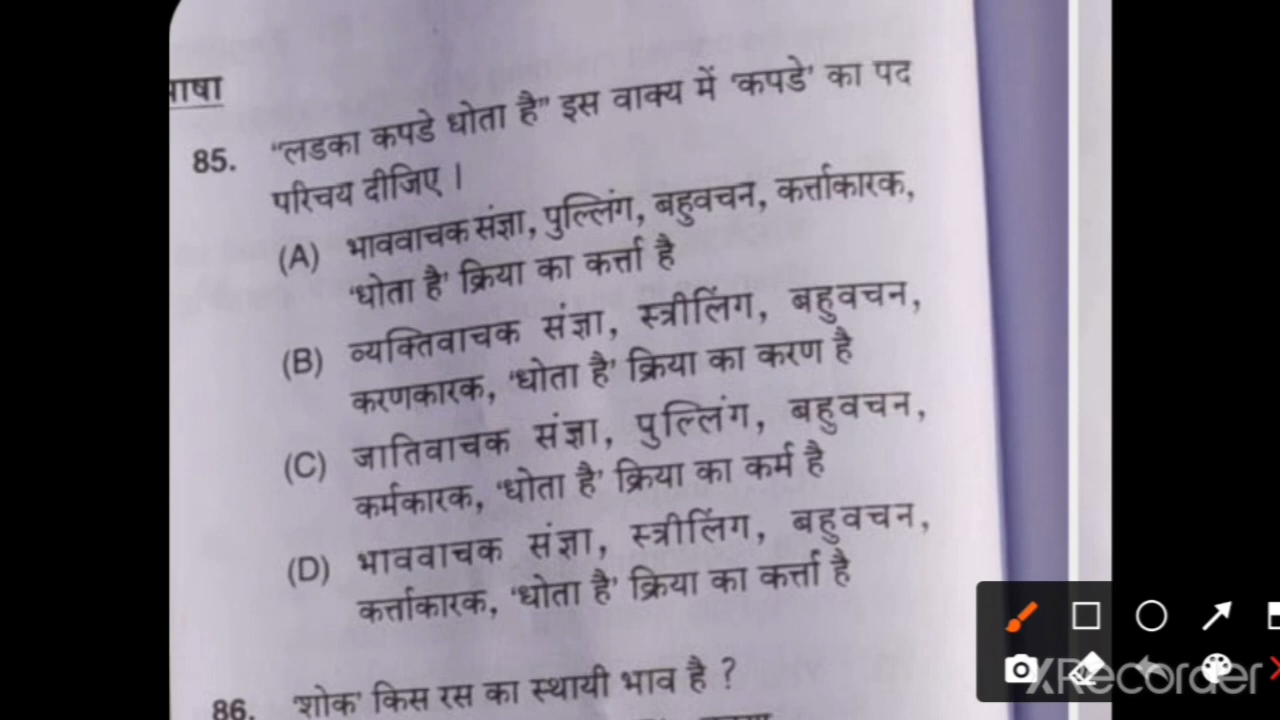 भाषा
85. "लडका कपडे धोता है" इस वाक्य में 'कपडे' का पद
परिचय दीजिए ।
(A) भाववाचक संज्ञा, पुल्लिंग, बहुवचन, कर्त्ताकारक,
'धोता है' क्रिया का कर्त्ता है
(B) व्यक्तिवाचक संज्ञा, स्त्रीलिंग, बहुवचन,
करणकारक, 'धोता है' क्रिया का करण है
(C) जातिवाचक संज्ञा, पुल्लिंग, बहुवचन,
कर्मकारक, 'धोता है' क्रिया का कर्म है
(D) भाववाचक संज्ञा, स्त्रीलिंग, बहुवचन,
कर्त्ताकारक, 'धोता है' क्रिया का कर्त्ता है
86. 'शोक' किस रस का स्थायी भाव है ?
XRecorder